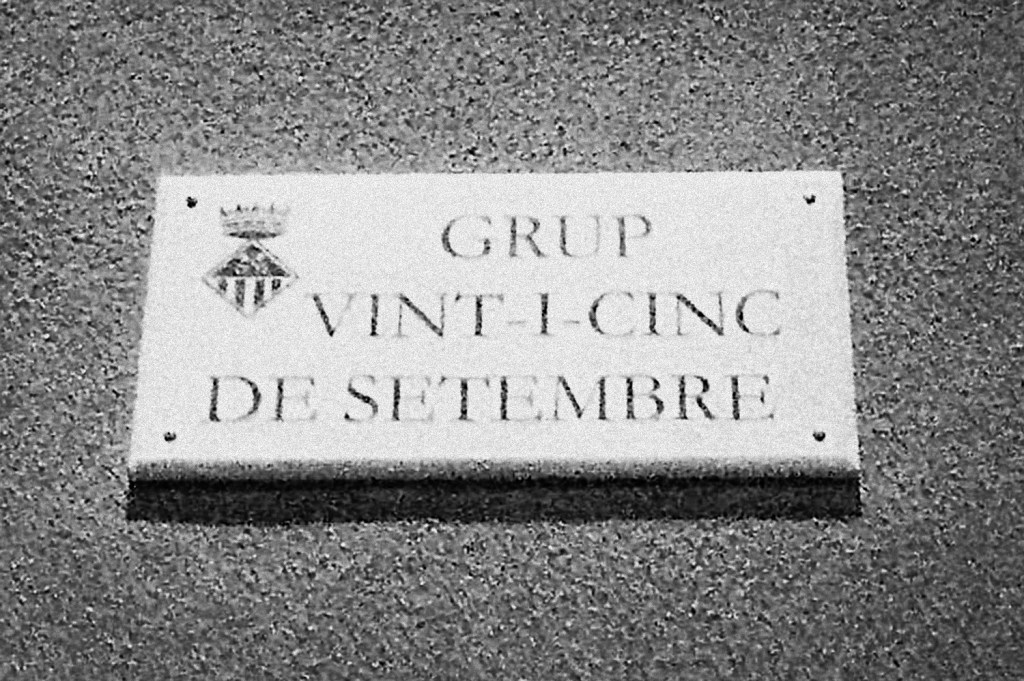 GRUP
VINT-I-CINC
DE SETEMBRE